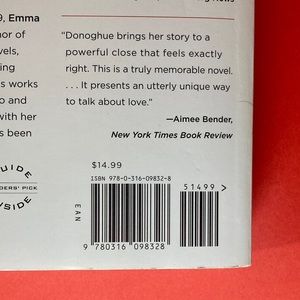 9, Emma
or of
vels,
ing
s works
o and
with her
s been
"Donoghue brings her story to a
powerful close that feels exactly
right. This is a truly memorable novel.
. . . It presents an utterly unique way
to talk about love."
—Aimee Bender,
New York Times Book Review
UIDE
DERS' PICK
SIDE
$14.99
ISBN 978-0-316-09832-8
51499>
EAN
9 780316 098328